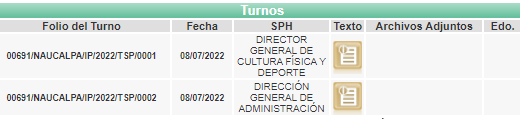 Turnos
Folio del Turno Fecha SPH Texto Archivos Adjuntos Edo.
00691/NAUCALPA/IP/2022/TSP/0001 08/07/2022 DIRECTOR
GENERAL DE
CULTURA FÍSICA Y
DEPORTE
00691/NAUCALPA/IP/2022/TSP/0002 08/07/2022 DIRECCIÓN
GENERAL DE
ADMINISTRACIÓN